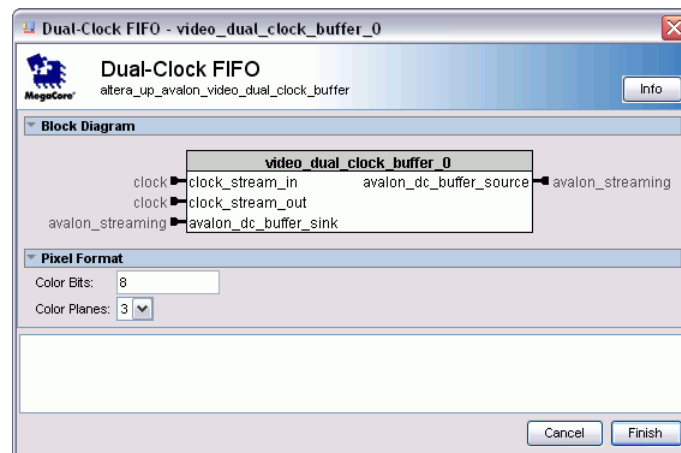 Dual-Clock FIFO - video_dual_clock_buffer_0
Dual-Clock FIFO
altera_up_avalon_video_dual_clock_buffer
MegaCore'
Info
Block Diagram
video_dual_clock_buffer_0
clock clock_stream_in avalon_dc_buffer_source avalon_streaming
clock clock_stream_out
avalon_streaming avalon_dc_buffer_sink
Pixel Format
Color Bits: 8
Color Planes: 3
Cancel Finish